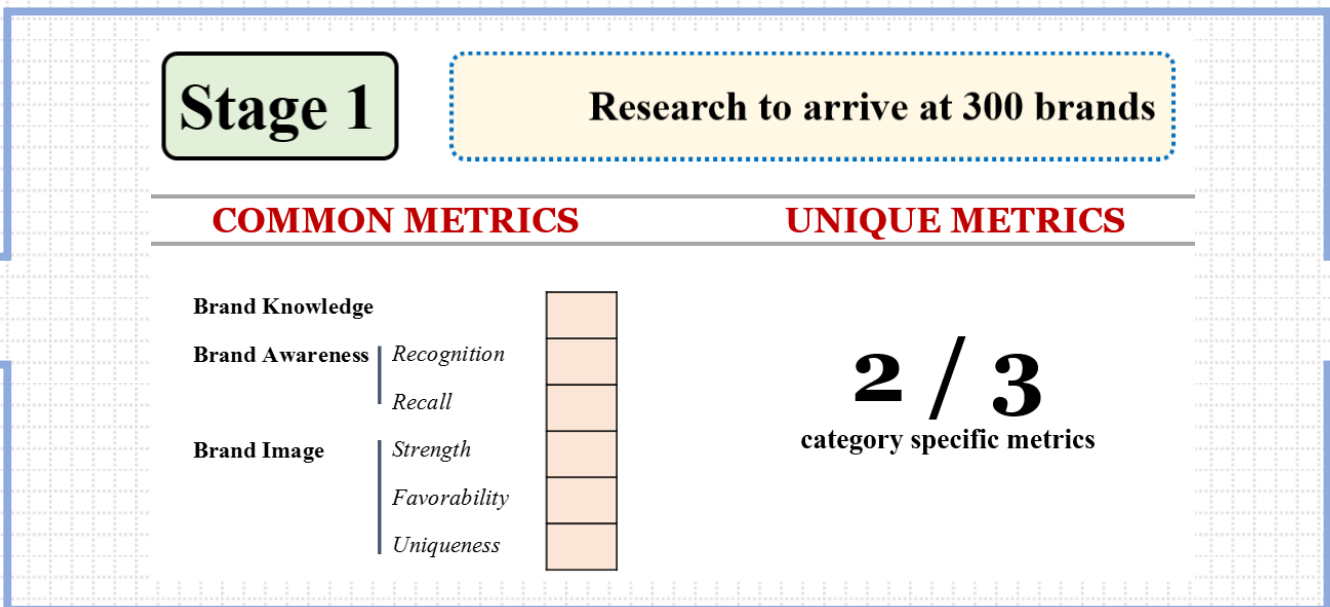 Stage 1
Research to arrive at 300 brands
COMMON METRICS
UNIQUE METRICS
Brand Knowledge
Brand Awareness
Recognition
Recall
Brand Image
Strength
Favorability
Uniqueness
2 / 3
category specific metrics